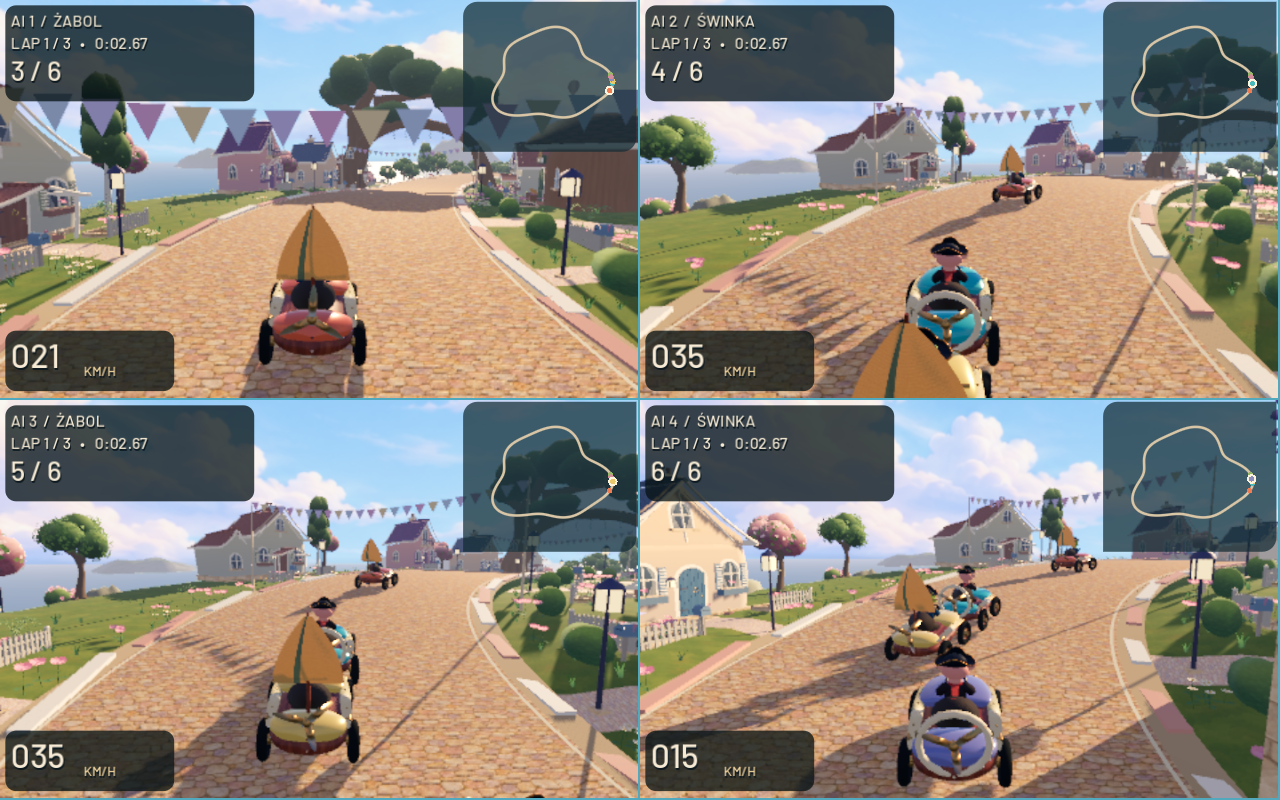 AI 1 / ŻABOL
LAP 1 / 3 • 0:02.67
3 / 6
021 KM/H
AI 2 / ŚWINKA
LAP 1 / 3 • 0:02.67
4 / 6
035 KM/H
AI 3 / ŻABOL
LAP 1 / 3 • 0:02.67
5 / 6
035 KM/H
AI 4 / ŚWINKA
LAP 1 / 3 • 0:02.67
6 / 6
015 KM/H